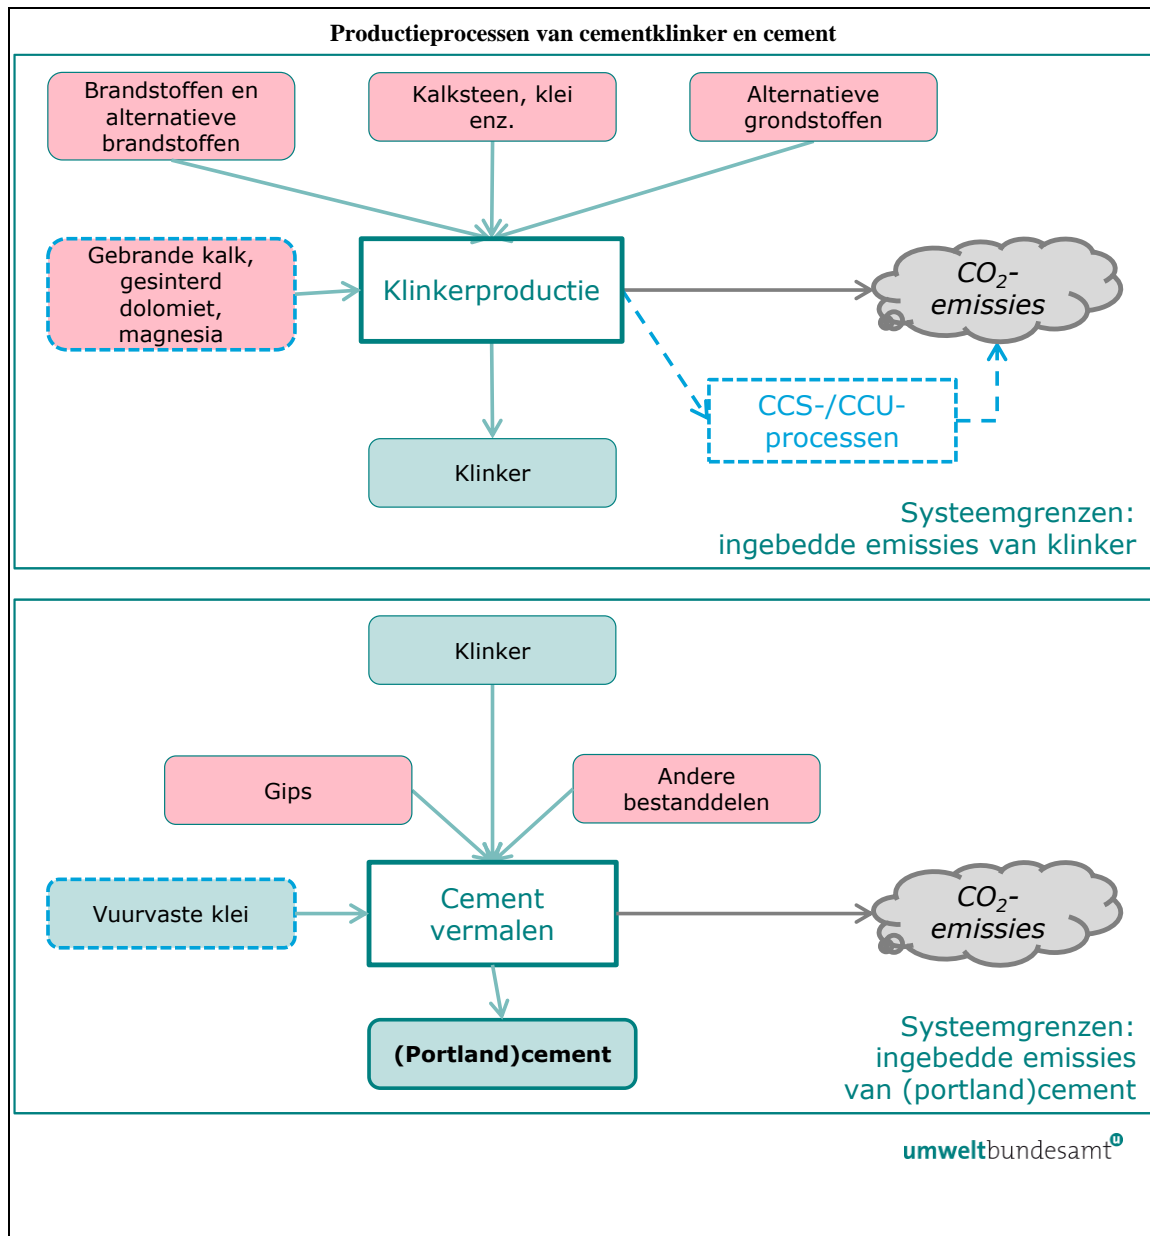 Productieprocessen van cementklinker en cement
Brandstoffen en
alternatieve
brandstoffen
Kalksteen, klei
enz.
Alternatieve
grondstoffen
Gebrande kalk,
gesinterd
dolomiet,
magnesia
Klinkerproductie
CO₂-
emissies
CCS-/CCU-
processen
Klinker
Systeemgrenzen:
ingebedde emissies van klinker
Klinker
Gips
Andere
bestanddelen
Vuurvaste klei
Cement
vermalen
CO₂-
emissies
(Portland)cement
Systeemgrenzen:
ingebedde emissies
van (portland)cement
umweltbundesamt u